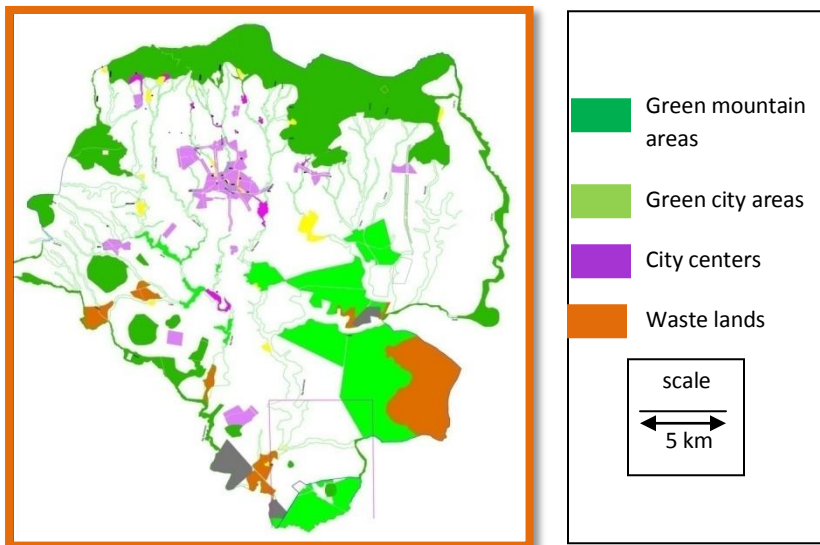 Green mountain
areas
Green city areas
City centers
Waste lands
scale
5 km